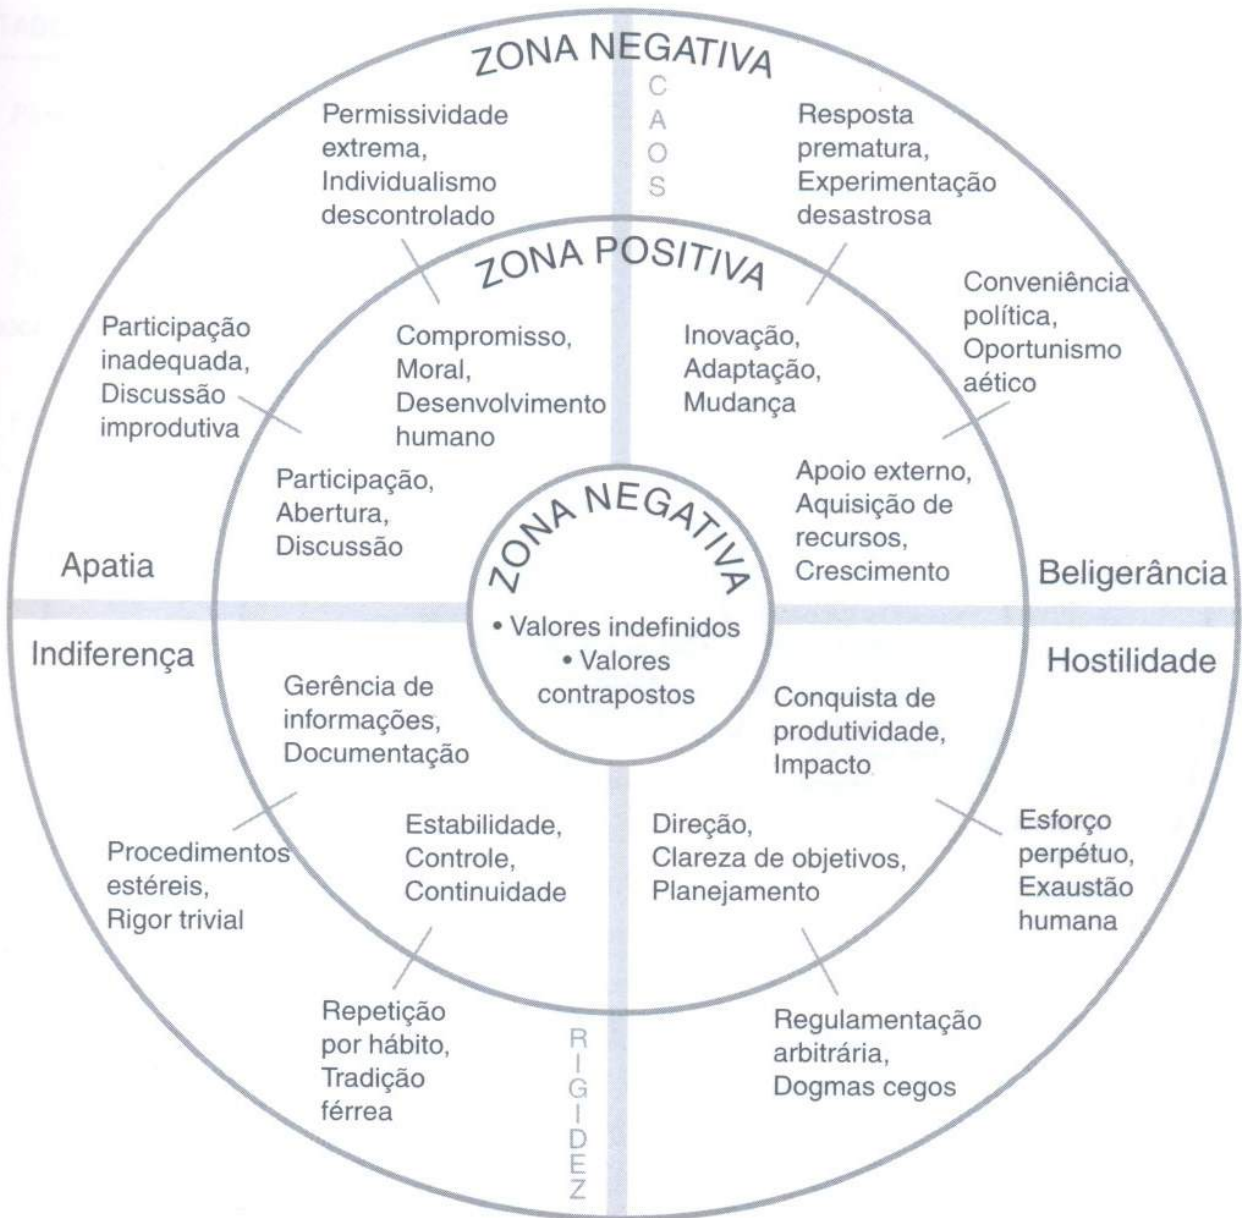 ZONA NEGATIVA
CAOS
Permissividade
extrema,
Individualismo
descontrolado
Resposta
prematura,
Experimentação
desastrosa
ZONA POSITIVA
Participação
inadequada,
Discussão
improdutiva
Compromisso,
Moral,
Desenvolvimento
humano
Inovação,
Adaptação,
Mudança
Conveniência
política,
Oportunismo
aético
Participação,
Abertura,
Discussão
Apoio externo,
Aquisição de
recursos,
Crescimento
Apatia
Beligerância
ZONA NEGATIVA
• Valores indefinidos
• Valores
contrapostos
Indiferença
Hostilidade
Gerência de
informações,
Documentação
Conquista de
produtividade,
Impacto
Procedimentos
estéreis,
Rigor trivial
Estabilidade,
Controle,
Continuidade
Direção,
Clareza de objetivos,
Planejamento
Esforço
perpétuo,
Exaustão
humana
Repetição
por hábito,
Tradição
férrea
RIGIDEZ
Regulamentação
arbitrária,
Dogmas cegos